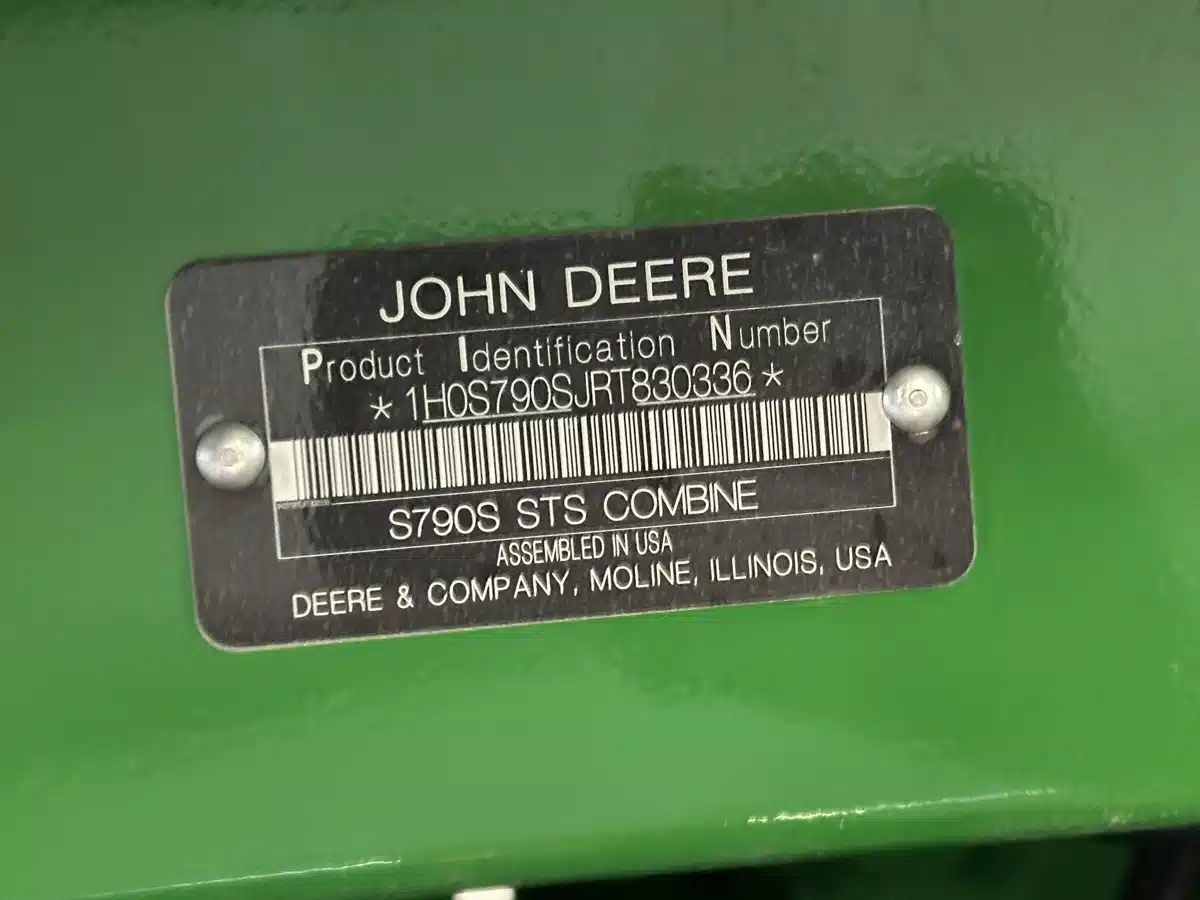 JOHN DEERE
Product Identification Number
* 1H0S790SJRT830336 *
S790S STS COMBINE
ASSEMBLED IN USA
DEERE & COMPANY, MOLINE, ILLINOIS, USA